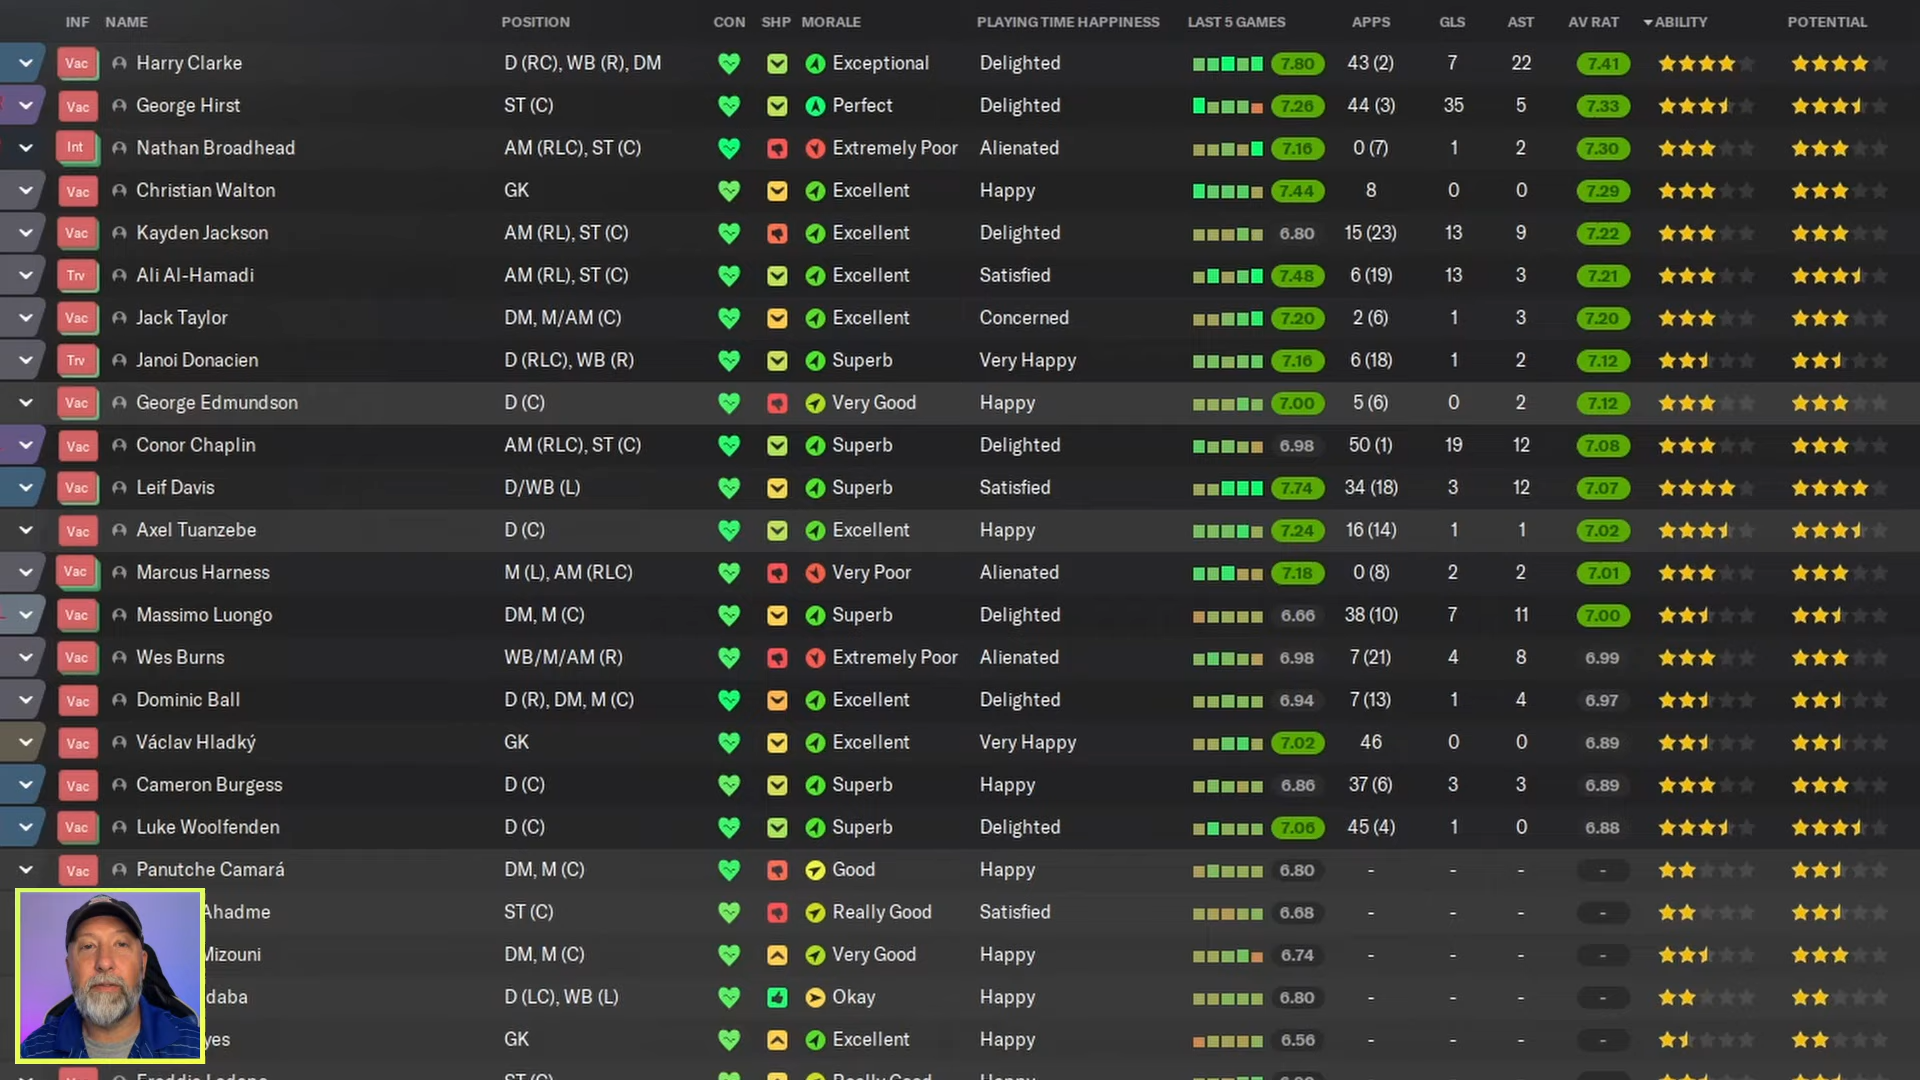 INF NAME POSITION CON SHP MORALE PLAYING TIME HAPPINESS LAST 5 GAMES APPS GLS AST AV RAT ABILITY POTENTIAL
Vac Harry Clarke D (RC), WB (R), DM Exceptional Delighted 7.80 43 (2) 7 22 7.41
Vac George Hirst ST (C) Perfect Delighted 7.26 44 (3) 35 5 7.33
Int Nathan Broadhead AM (RLC), ST (C) Extremely Poor Alienated 7.16 0 (7) 1 2 7.30
Vac Christian Walton GK Excellent Happy 7.44 8 0 0 7.29
Vac Kayden Jackson AM (RL), ST (C) Excellent Delighted 6.80 15 (23) 13 9 7.22
Trv Ali Al-Hamadi AM (RL), ST (C) Excellent Satisfied 7.48 6 (19) 13 3 7.21
Vac Jack Taylor DM, M/AM (C) Excellent Concerned 7.20 2 (6) 1 3 7.20
Trv Janoi Donacien D (RLC), WB (R) Superb Very Happy 7.16 6 (18) 1 2 7.12
Vac George Edmundson D (C) Very Good Happy 7.00 5 (6) 0 2 7.12
Vac Conor Chaplin AM (RLC), ST (C) Superb Delighted 6.98 50 (1) 19 12 7.08
Vac Leif Davis D/WB (L) Superb Satisfied 7.74 34 (18) 3 12 7.07
Vac Axel Tuanzebe D (C) Excellent Happy 7.24 16 (14) 1 1 7.02
Vac Marcus Harness M (L), AM (RLC) Very Poor Alienated 7.18 0 (8) 2 2 7.01
Vac Massimo Luongo DM, M (C) Superb Delighted 6.66 38 (10) 7 11 7.00
Vac Wes Burns WB/M/AM (R) Extremely Poor Alienated 6.98 7 (21) 4 8 6.99
Vac Dominic Ball D (R), DM, M (C) Excellent Delighted 6.94 7 (13) 1 4 6.97
Vac Václav Hladký GK Excellent Very Happy 7.02 46 0 0 6.89
Vac Cameron Burgess D (C) Superb Happy 6.86 37 (6) 3 3 6.89
Vac Luke Woolfenden D (C) Superb Delighted 7.06 45 (4) 1 0 6.88
Vac Panutche Camará DM, M (C) Good Happy 6.80 - - - -
Ahadme ST (C) Really Good Satisfied 6.68 - - - -
Mizouni DM, M (C) Very Good Happy 6.74 - - - -
daba D (LC), WB (L) Okay Happy 6.80 - - - -
yes GK Excellent Happy 6.56 - - - -